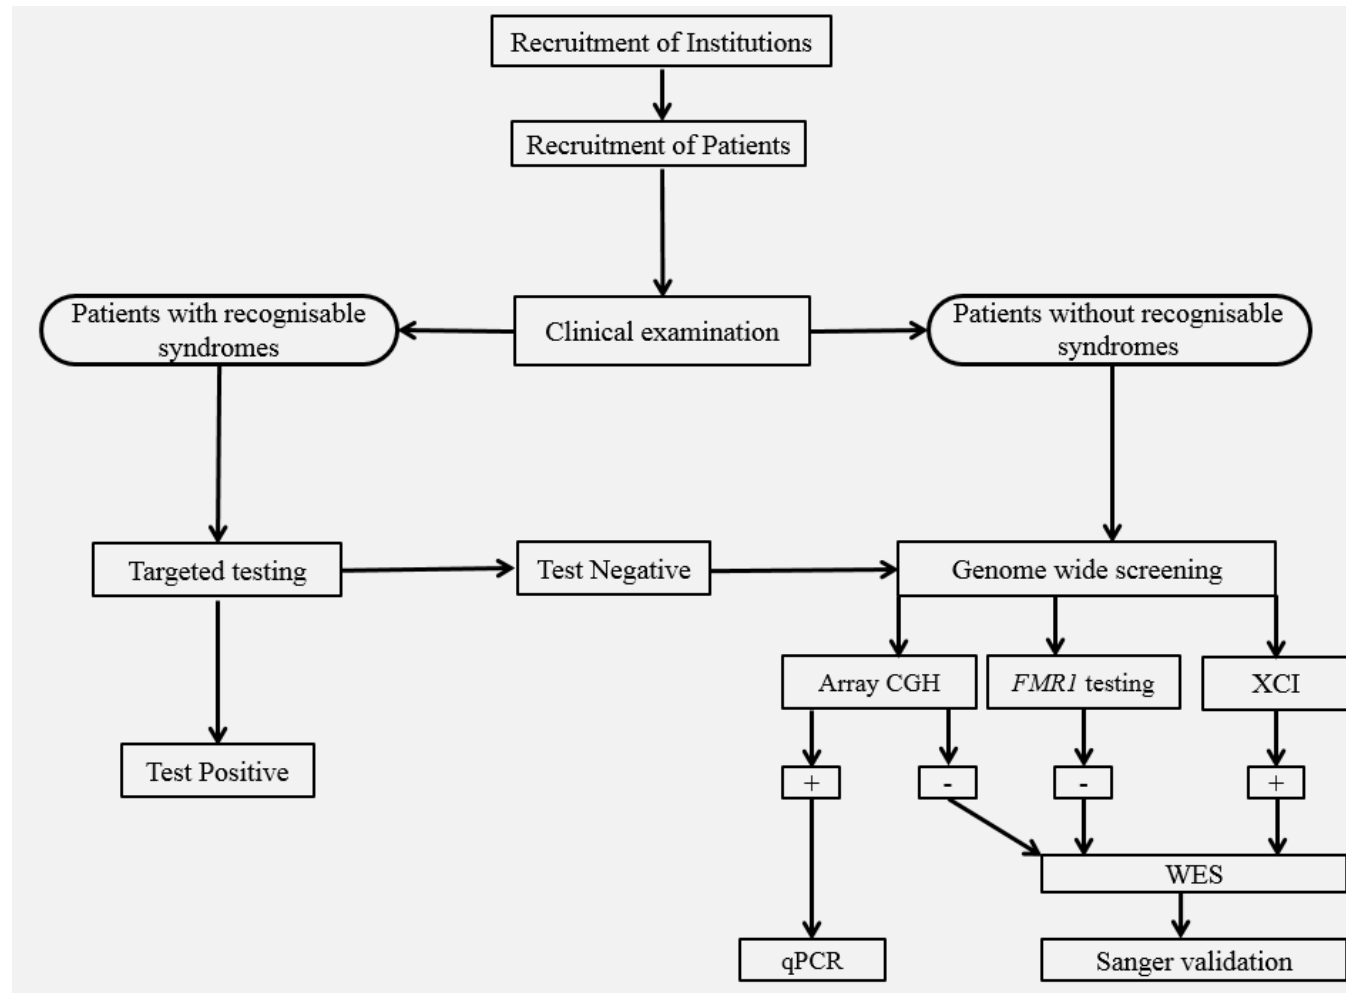 Recruitment of Institutions
Recruitment of Patients
Patients with recognisable
syndromes
Clinical examination
Patients without recognisable
syndromes
Targeted testing
Test Negative
Genome wide screening
Array CGH
FMR1 testing
XCI
Test Positive
+
-
-
+
WES
qPCR
Sanger validation